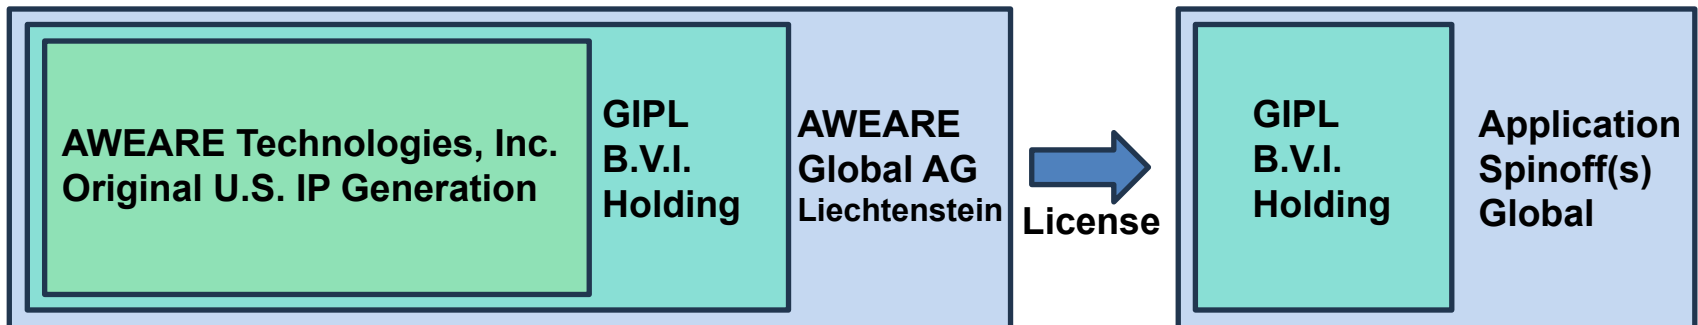 AWEARE Technologies, Inc.
Original U.S. IP Generation
GIPL
B.V.I.
Holding
AWEARE
Global AG
Liechtenstein
License
GIPL
B.V.I.
Holding
Application
Spinoff(s)
Global